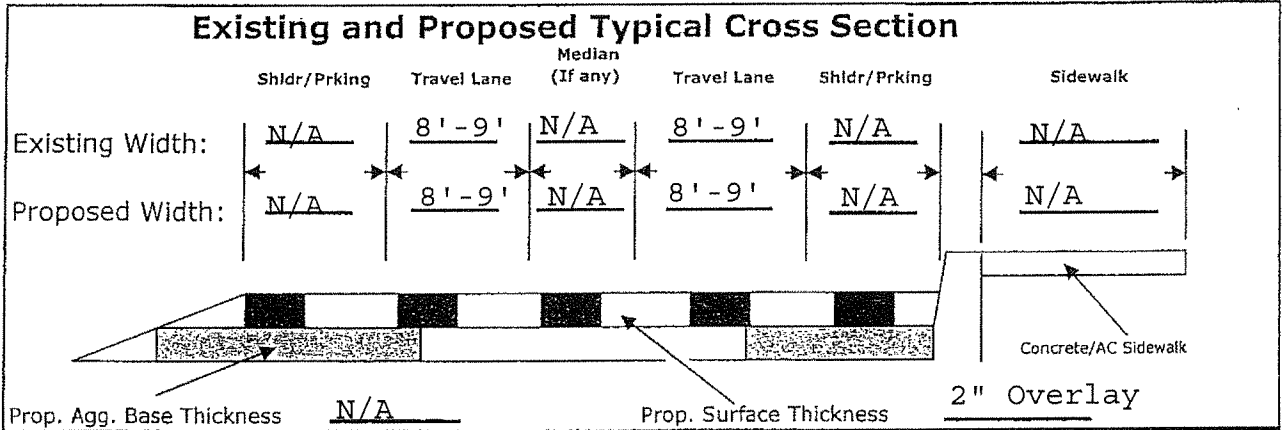 Existing and Proposed Typical Cross Section
Shldr/Prking Travel Lane Median (If any) Travel Lane Shldr/Prking Sidewalk
Existing Width: N/A 8'-9' N/A 8'-9' N/A N/A
Proposed Width: N/A 8'-9' N/A 8'-9' N/A N/A
Concrete/AC Sidewalk
Prop. Agg. Base Thickness N/A Prop. Surface Thickness 2" Overlay